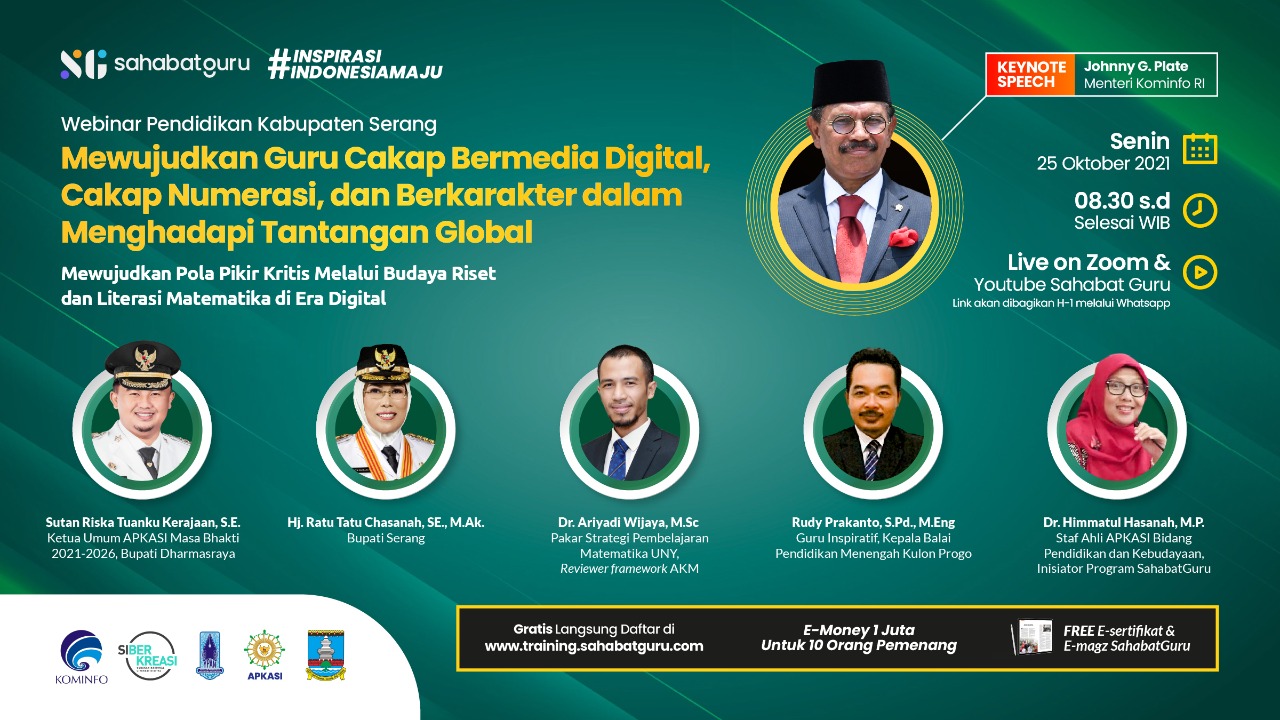 sahabatguru
#INSPIRASI
INDONESIAMAJU
Webinar Pendidikan Kabupaten Serang
Mewujudkan Guru Cakap Bermedia Digital,
Cakap Numerasi, dan Berkarakter dalam
Menghadapi Tantangan Global
Mewujudkan Pola Pikir Kritis Melalui Budaya Riset
dan Literasi Matematika di Era Digital
KEYNOTE
SPEECH
Johnny G. Plate
Menteri Kominfo RI
Senin
25 Oktober 2021
08.30 s.d
Selesai WIB
Live on Zoom &
Youtube Sahabat Guru
Link akan dibagikan H-1 melalui Whatsapp
Sutan Riska Tuanku Kerajaan, S.E.
Ketua Umum APKASI Masa Bhakti
2021-2026, Bupati Dharmasraya
Hj. Ratu Tatu Chasanah, SE., M.Ak.
Bupati Serang
Dr. Ariyadi Wijaya, M.Sc
Pakar Strategi Pembelajaran
Matematika UNY,
Reviewer framework AKM
Rudy Prakanto, S.Pd., M.Eng
Guru Inspiratif, Kepala Balai
Pendidikan Menengah Kulon Progo
Dr. Himmatul Hasanah, M.P.
Staf Ahli APKASI Bidang
Pendidikan dan Kebudayaan,
Inisiator Program SahabatGuru
KOMINFO
SIBER
KREASI
APKASI
Gratis Langsung Daftar di
www.training.sahabatguru.com
E-Money 1 Juta
Untuk 10 Orang Pemenang
FREE E-sertifikat &
E-magz SahabatGuru